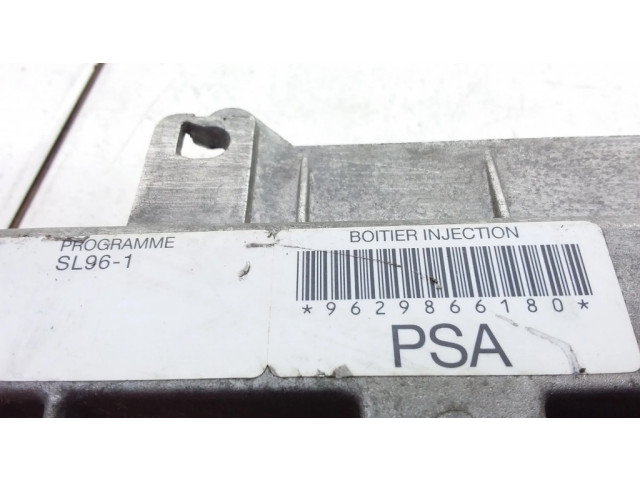 PROGRAMME
SL96-1
BOITIER INJECTION
*9629866180*
PSA